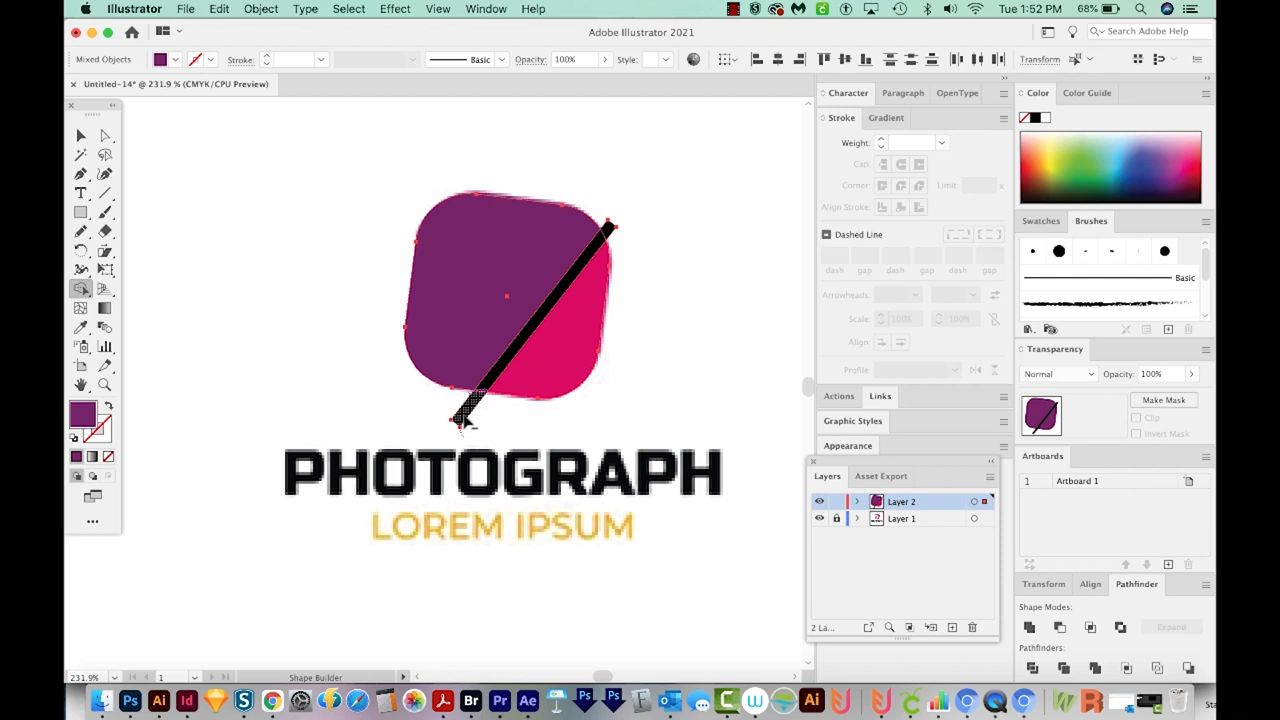 Illustrator File Edit Object Type Select Effect View Window Help
68% Tue 1:52 PM
Adobe Illustrator 2021
Search Adobe Help
Mixed Objects Stroke: Basic Opacity: 100% Style: Transform
Untitled-14* @ 231.9 % (CMYK/CPU Preview)
PHOTOGRAPH
LOREM IPSUM
231.9% 1 Shape Builder
Character Paragraph OpenType
Stroke Gradient
Weight:
Cap:
Corner: Limit: x
Align Stroke:
Dashed Line
dash gap dash gap dash gap
Arrowheads:
Scale: 100% 100%
Align:
Profile:
Actions Links
Graphic Styles
Appearance
Layers Asset Export
Layer 2
Layer 1
2 La...
Color Color Guide
Swatches Brushes
Basic
Transparency
Normal Opacity: 100%
Make Mask
Clip
Invert Mask
Artboards
1 Artboard 1
Transform Align Pathfinder
Shape Modes:
Expand
Pathfinders: